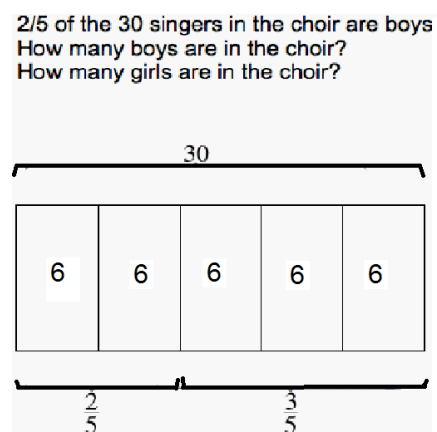 2/5 of the 30 singers in the choir are boys
How many boys are in the choir?
How many girls are in the choir?
30
6 6 6 6 6
2/5 3/5